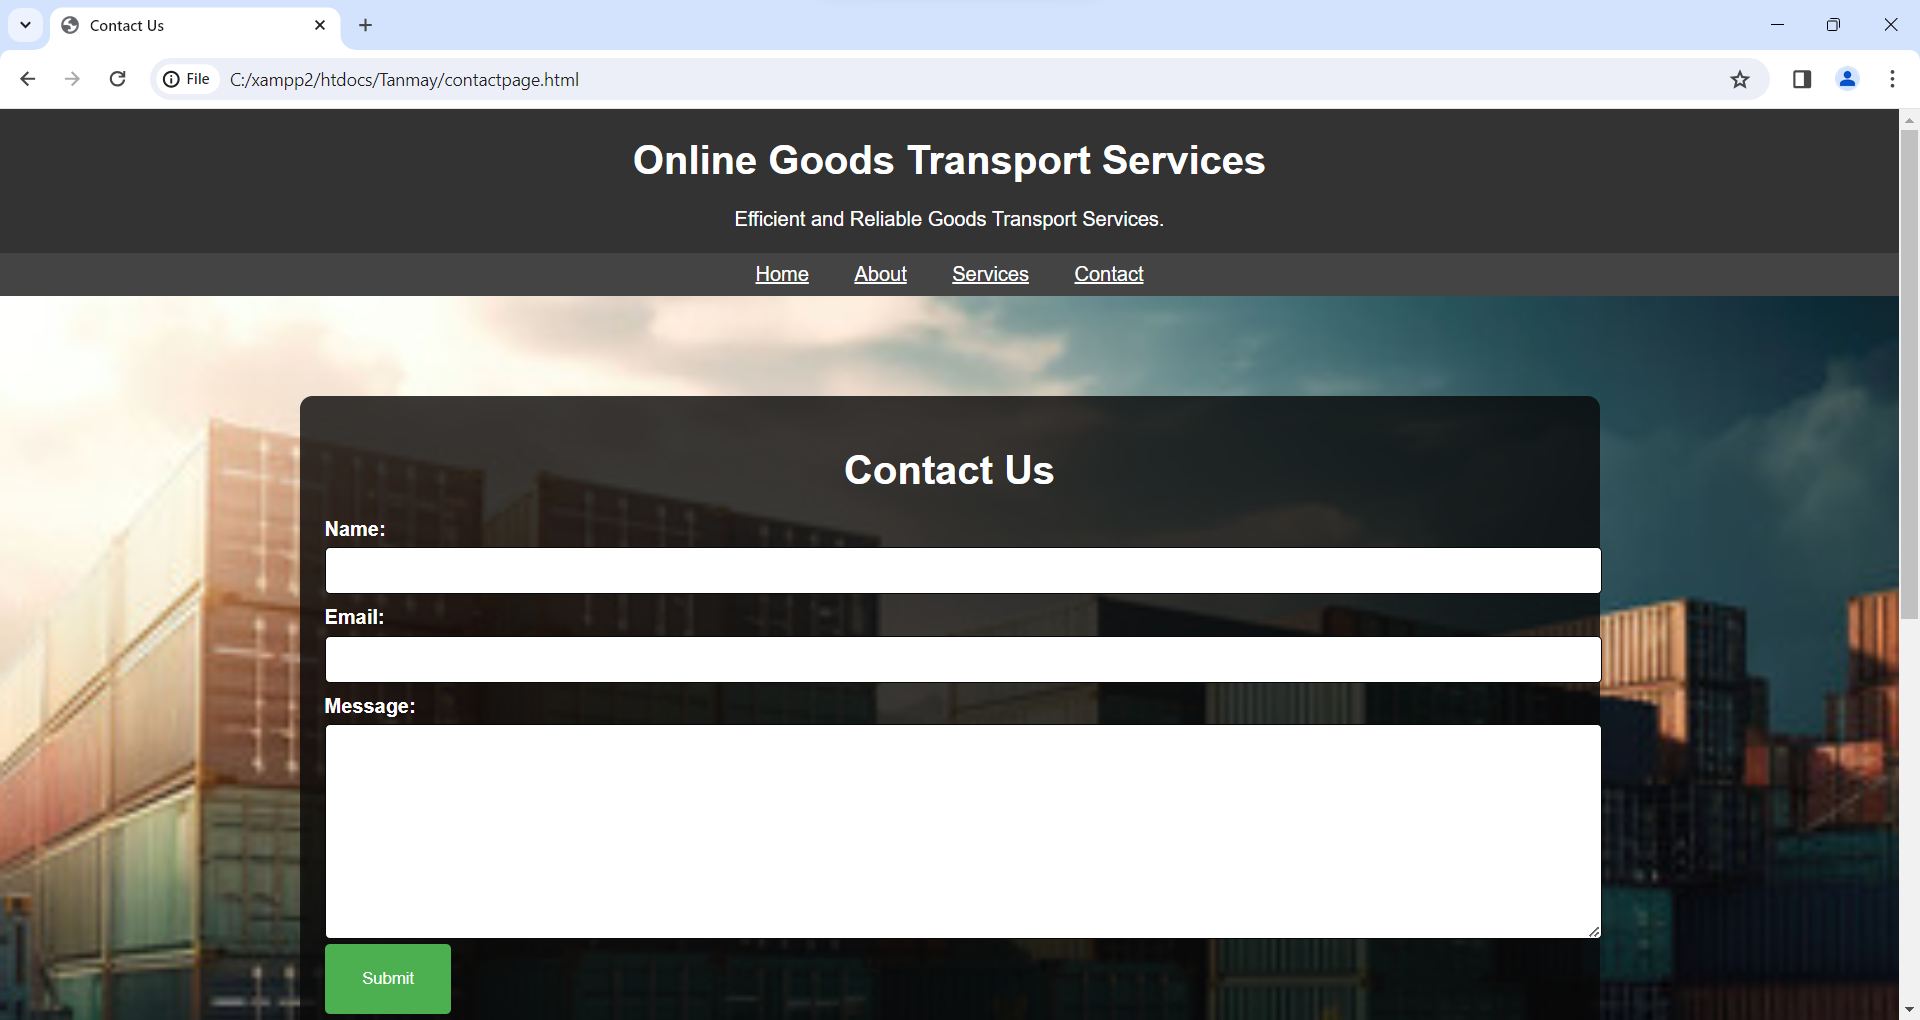 Contact Us
File C:/xampp2/htdocs/Tanmay/contactpage.html
Online Goods Transport Services
Efficient and Reliable Goods Transport Services.
Home About Services Contact
Contact Us
Name:
Email:
Message:
Submit